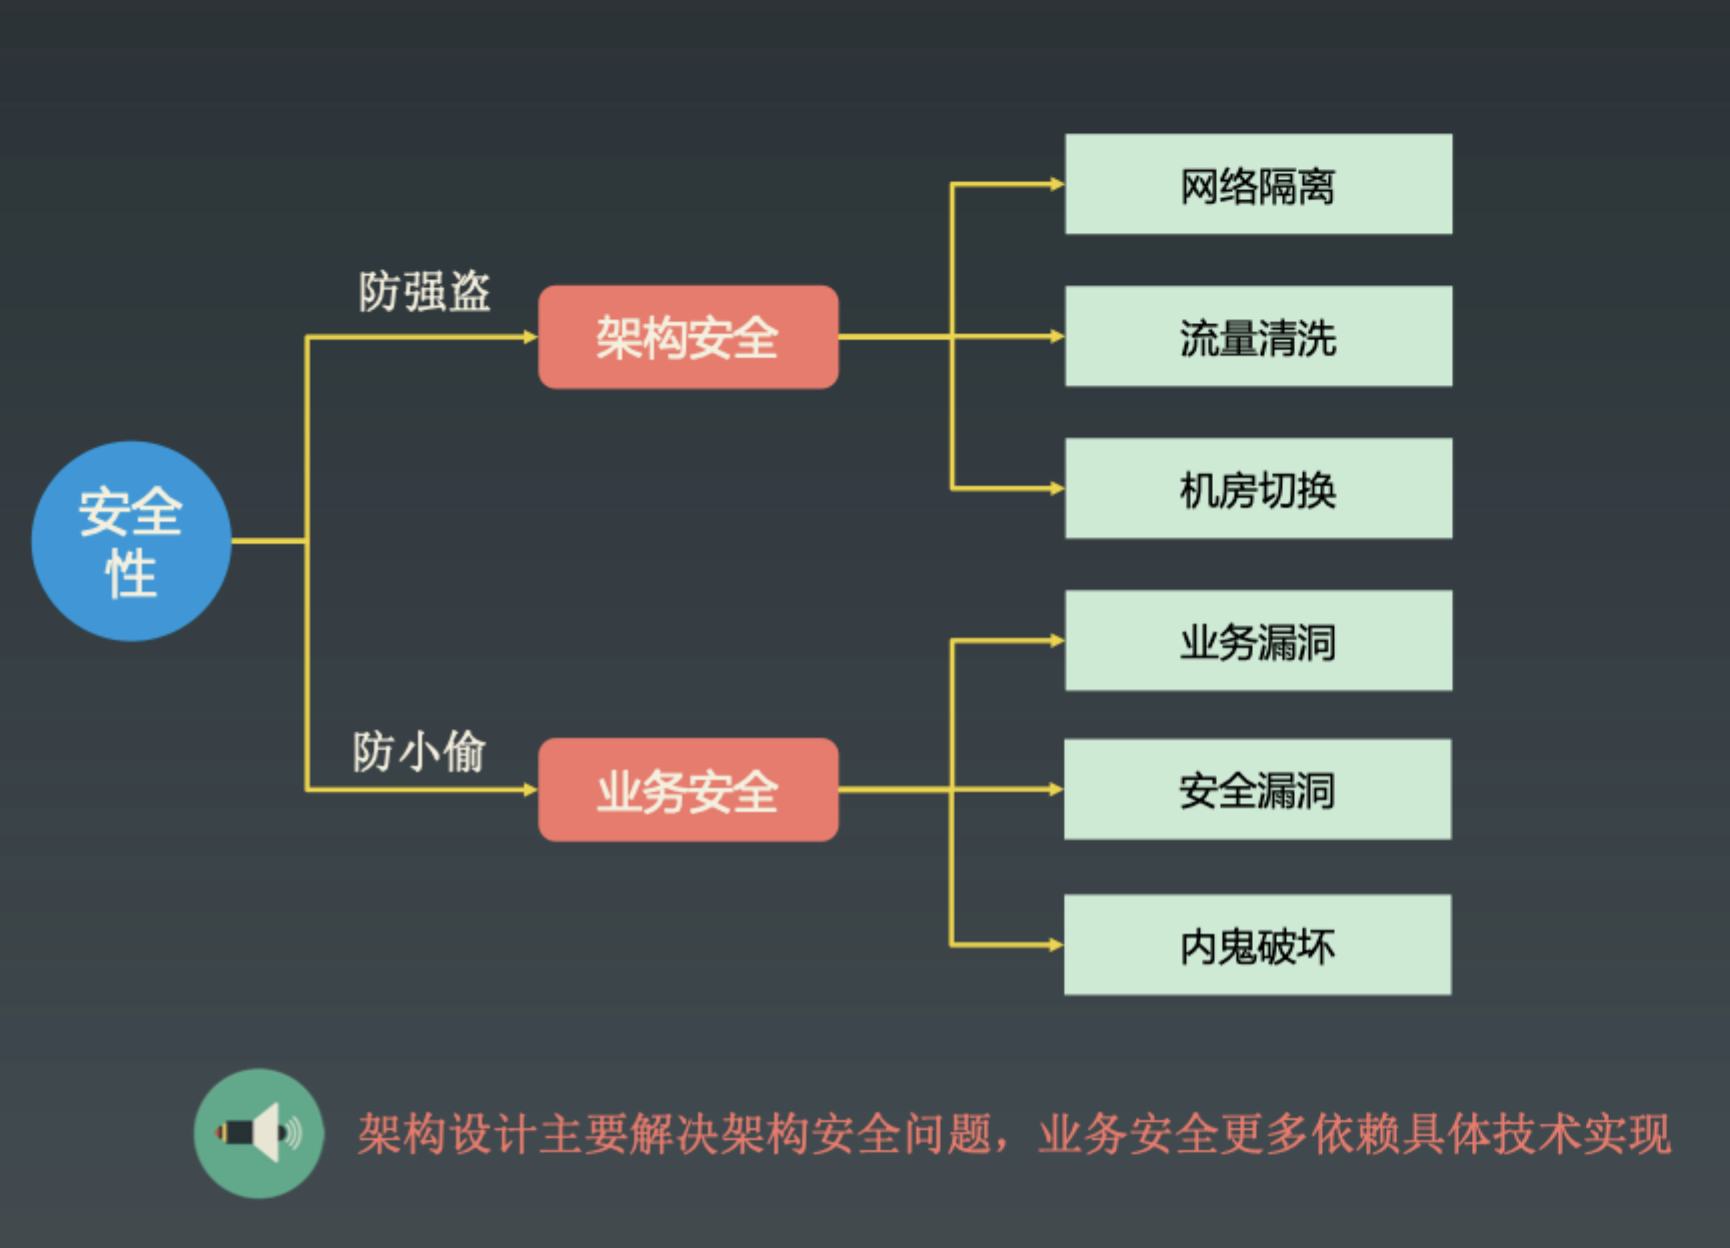 安全
性
防强盗
架构安全
网络隔离
流量清洗
机房切换
防小偷
业务安全
业务漏洞
安全漏洞
内鬼破坏
架构设计主要解决架构安全问题，业务安全更多依赖具体技术实现